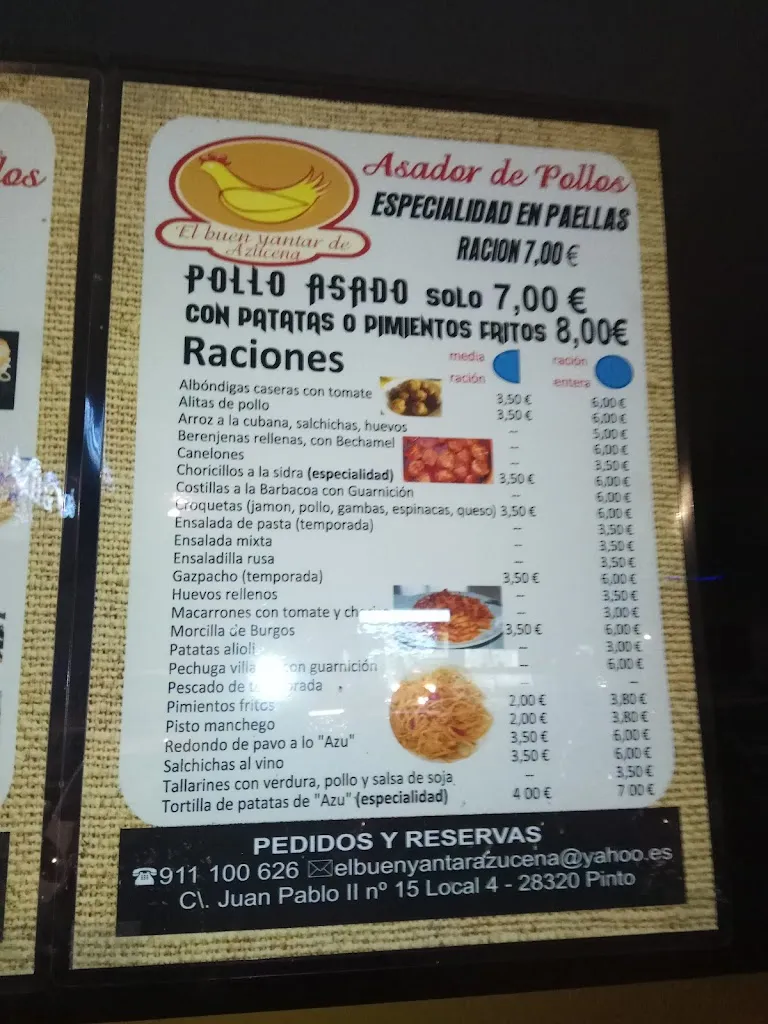 los
El buen yantar de
Azucena
Asador de Pollos
ESPECIALIDAD EN PAELLAS
RACION 7,00 €
POLLO ASADO SOLO 7,00 €
CON PATATAS O PIMIENTOS FRITOS 8,00€
Raciones media ración ración entera
Albóndigas caseras con tomate 3,50 € 6,00 €
Alitas de pollo 3,50 € 6,00 €
Arroz a la cubana, salchichas, huevos -- 5,00 €
Berenjenas rellenas, con Bechamel -- 6,00 €
Canelones -- 3,50 €
Choricillos a la sidra (especialidad) 3,50 € 6,00 €
Costillas a la Barbacoa con Guarnición -- 6,00 €
Croquetas (jamon, pollo, gambas, espinacas, queso) 3,50 € 6,00 €
Ensalada de pasta (temporada) -- 3,50 €
Ensalada mixta -- 3,50 €
Ensaladilla rusa -- 3,50 €
Gazpacho (temporada) 3,50 € 6,00 €
Huevos rellenos -- 3,50 €
Macarrones con tomate y -- 3,00 €
Morcilla de Burgos 3,50 € 6,00 €
Patatas alioli -- 3,00 €
Pechuga con guarnición -- 6,00 €
Pescado de -- --
Pimientos fritos 2,00 € 3,80 €
Pisto manchego 2,00 € 3,80 €
Redondo de pavo a lo "Azu" 3,50 € 6,00 €
Salchichas al vino 3,50 € 6,00 €
Tallarines con verdura, pollo y salsa de soja -- 3,50 €
Tortilla de patatas de "Azu" (especialidad) 4 00 € 7 00 €
PEDIDOS Y RESERVAS
☎911 100 626 ✉elbuenyantarazucena@yahoo.es
C\. Juan Pablo II nº 15 Local 4 - 28320 Pinto